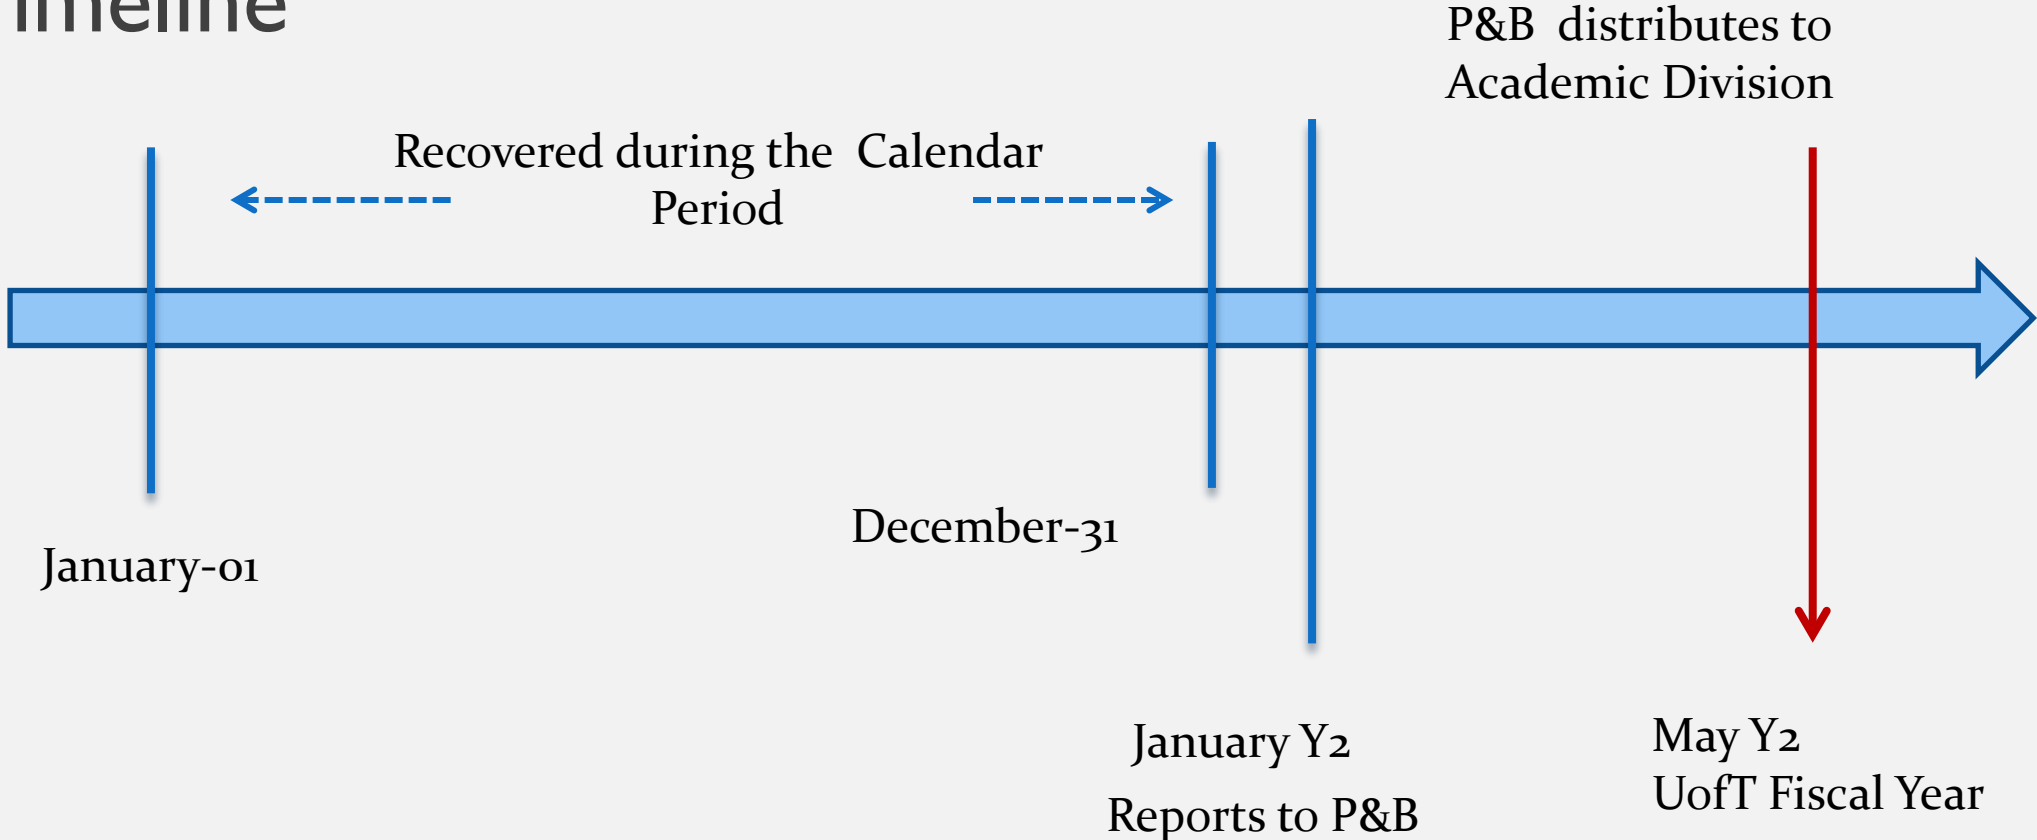 P&B distributes to
Academic Division
Recovered during the Calendar
Period
December-31
January-01
January Y2
Reports to P&B
May Y2
UofT Fiscal Year